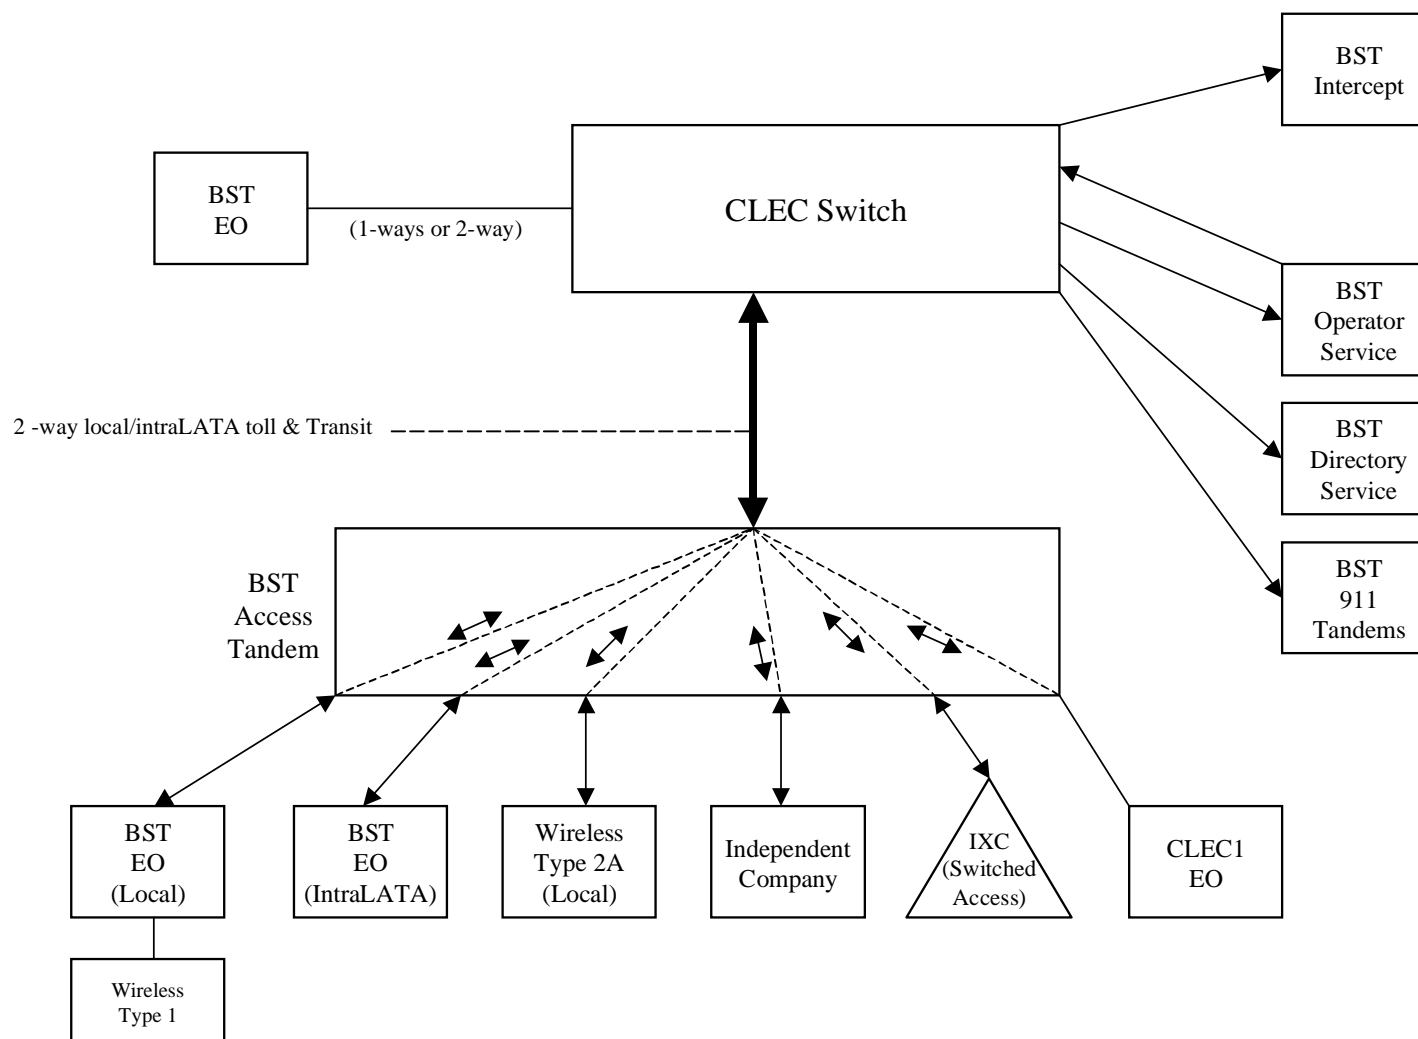 BST
Intercept
BST
EO
(1-ways or 2-way)
CLEC Switch
BST
Operator
Service
2 -way local/intraLATA toll & Transit
BST
Directory
Service
BST
911
Tandems
BST
Access
Tandem
BST
EO
(Local)
BST
EO
(IntraLATA)
Wireless
Type 2A
(Local)
Independent
Company
IXC
(Switched
Access)
CLEC1
EO
Wireless
Type 1